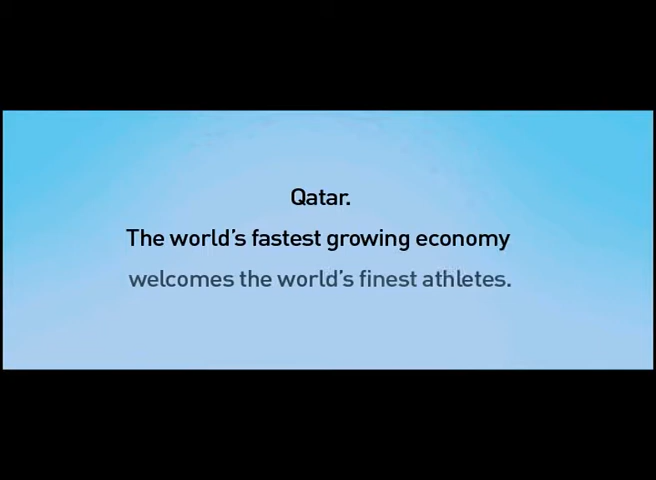 Qatar.
The world's fastest growing economy
welcomes the world's finest athletes.